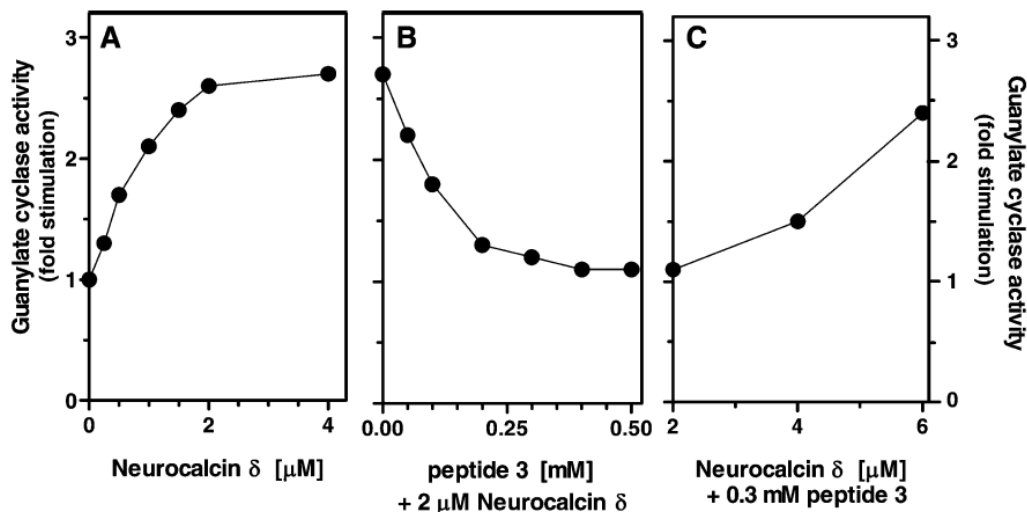 A
B
C
Guanylate cyclase activity
(fold stimulation)
3
2
1
0
0
2
4
Neurocalcin δ [μM]
0.00
0.25
0.50
peptide 3 [mM]
+ 2 μM Neurocalcin δ
2
4
6
Neurocalcin δ [μM]
+ 0.3 mM peptide 3
3
2
1
0
Guanylate cyclase activity
(fold stimulation)